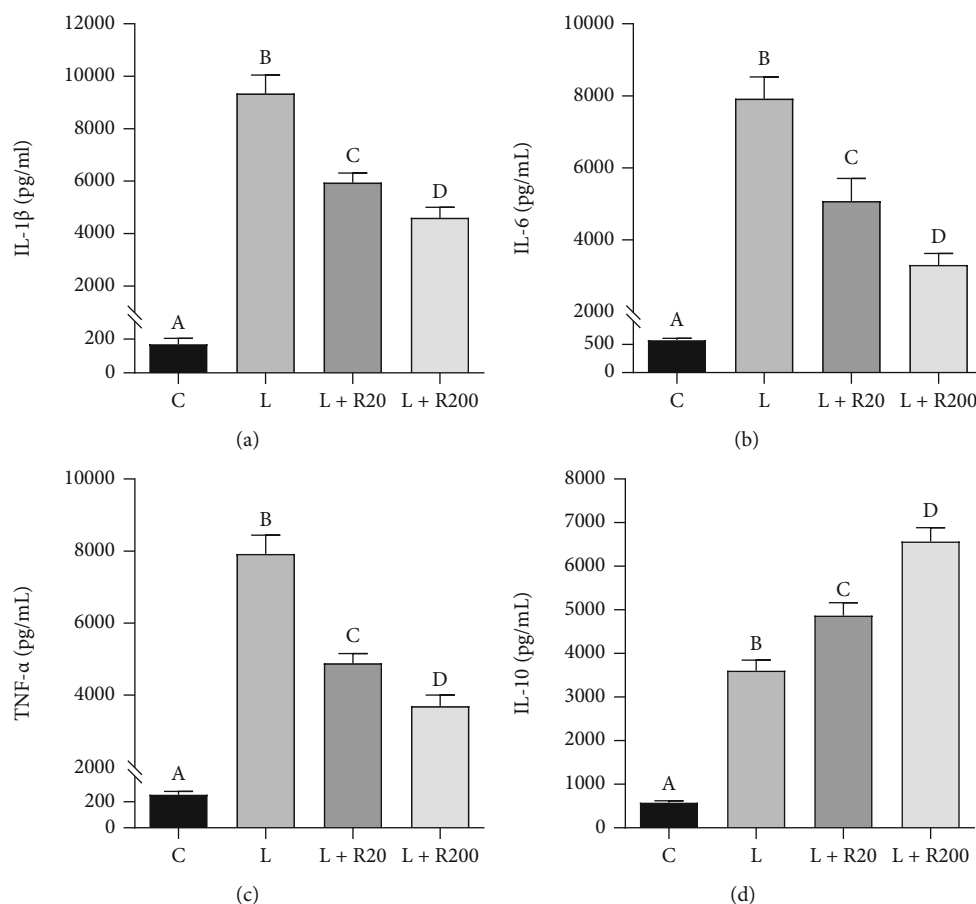 12000
10000
8000
6000
4000
2000
200
0
IL-1β (pg/ml)
A
B
C
D
C
L
L + R20
L + R200
(a)
10000
8000
6000
4000
2000
500
0
IL-6 (pg/mL)
A
B
C
D
C
L
L + R20
L + R200
(b)
10000
8000
6000
4000
2000
200
0
TNF-α (pg/mL)
A
B
C
D
C
L
L + R20
L + R200
(c)
8000
7000
6000
5000
4000
3000
2000
1000
0
IL-10 (pg/mL)
A
B
C
D
C
L
L + R20
L + R200
(d)